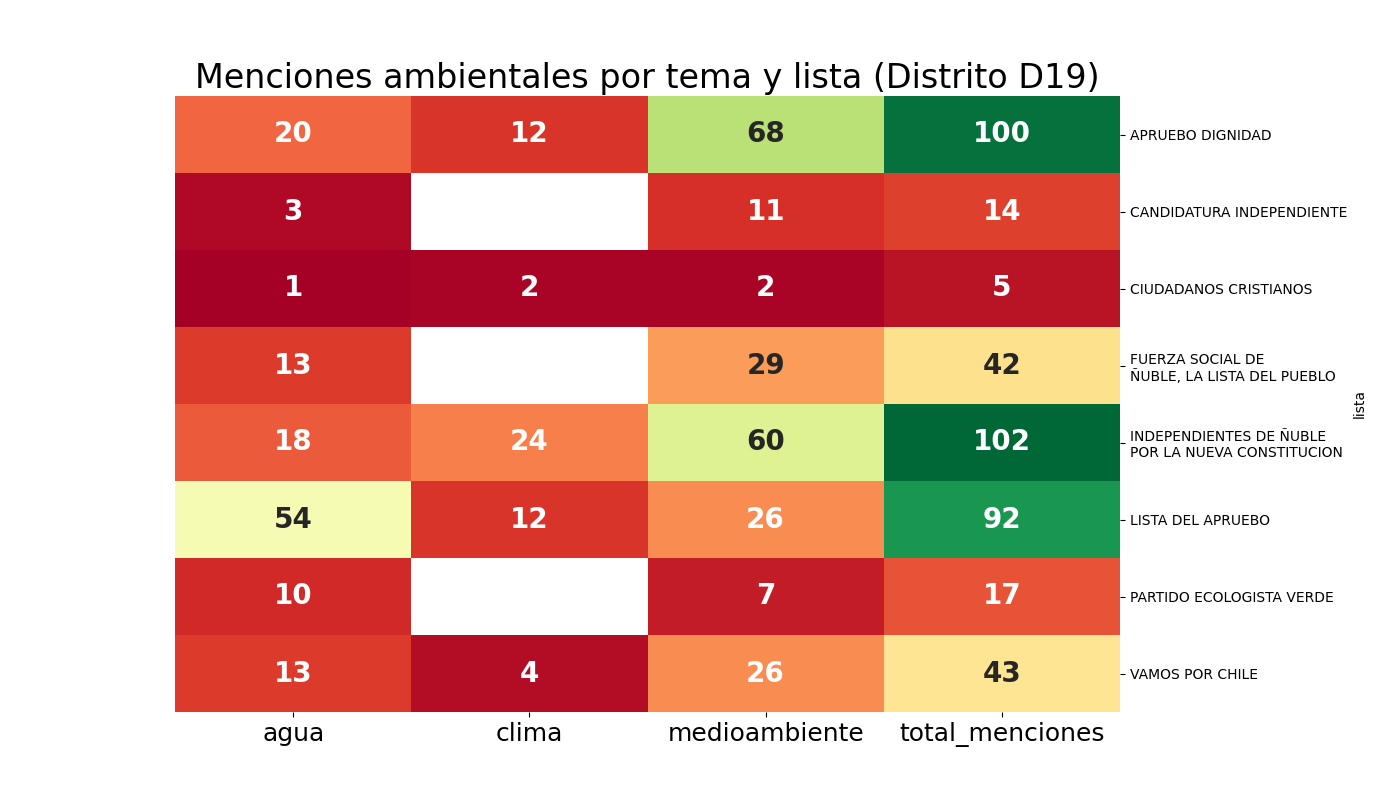 Menciones ambientales por tema y lista (Distrito D19)
20 12 68 100 APRUEBO DIGNIDAD
3 11 14 CANDIDATURA INDEPENDIENTE
1 2 2 5 CIUDADANOS CRISTIANOS
13 29 42 FUERZA SOCIAL DE
ÑUBLE, LA LISTA DEL PUEBLO
18 24 60 102 INDEPENDIENTES DE ÑUBLE
POR LA NUEVA CONSTITUCION
54 12 26 92 LISTA DEL APRUEBO
10 7 17 PARTIDO ECOLOGISTA VERDE
13 4 26 43 VAMOS POR CHILE
agua clima medioambiente total_menciones
lista